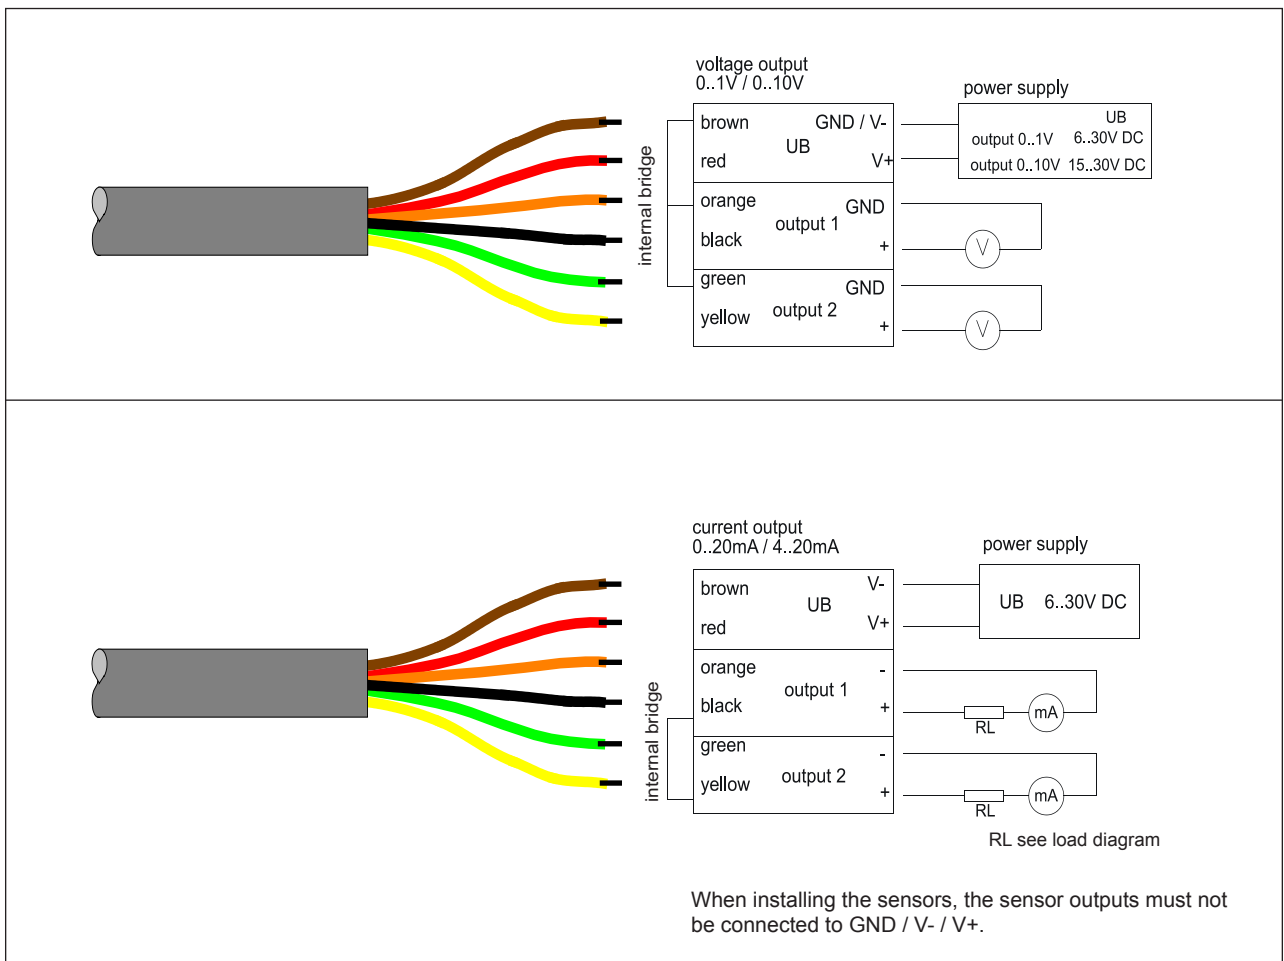 voltage output
0..1V / 0..10V
power supply
internal bridge
brown GND / V-
UB
red V+
UB
output 0..1V 6..30V DC
output 0..10V 15..30V DC
orange GND
output 1
black +
V
green GND
output 2
yellow +
V
current output
0..20mA / 4..20mA
power supply
internal bridge
brown V-
UB
red V+
UB 6..30V DC
orange -
output 1
black +
RL
mA
green -
output 2
yellow +
RL
mA
RL see load diagram
When installing the sensors, the sensor outputs must not
be connected to GND / V- / V+.